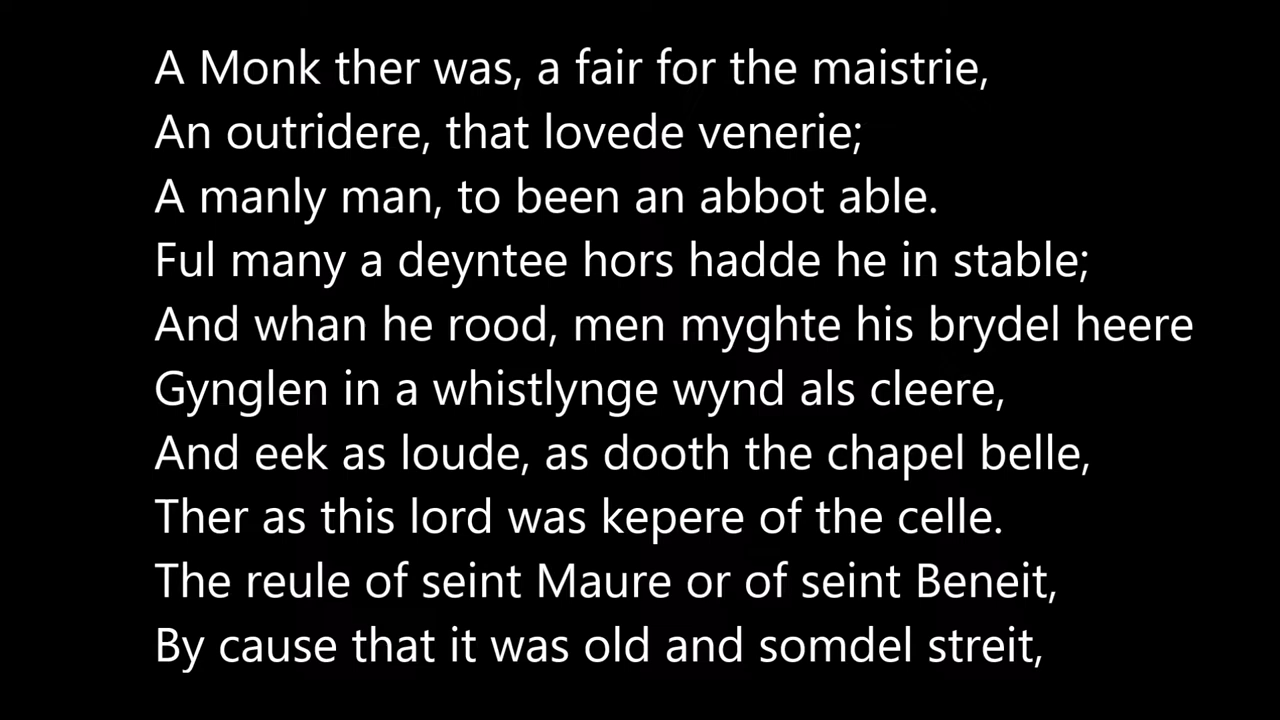 A Monk ther was, a fair for the maistrie,
An outridere, that lovede venerie;
A manly man, to been an abbot able.
Ful many a deyntee hors hadde he in stable;
And whan he rood, men myghte his brydel heere
Gynglen in a whistlynge wynd als cleere,
And eek as loude, as dooth the chapel belle,
Ther as this lord was kepere of the celle.
The reule of seint Maure or of seint Beneit,
By cause that it was old and somdel streit,